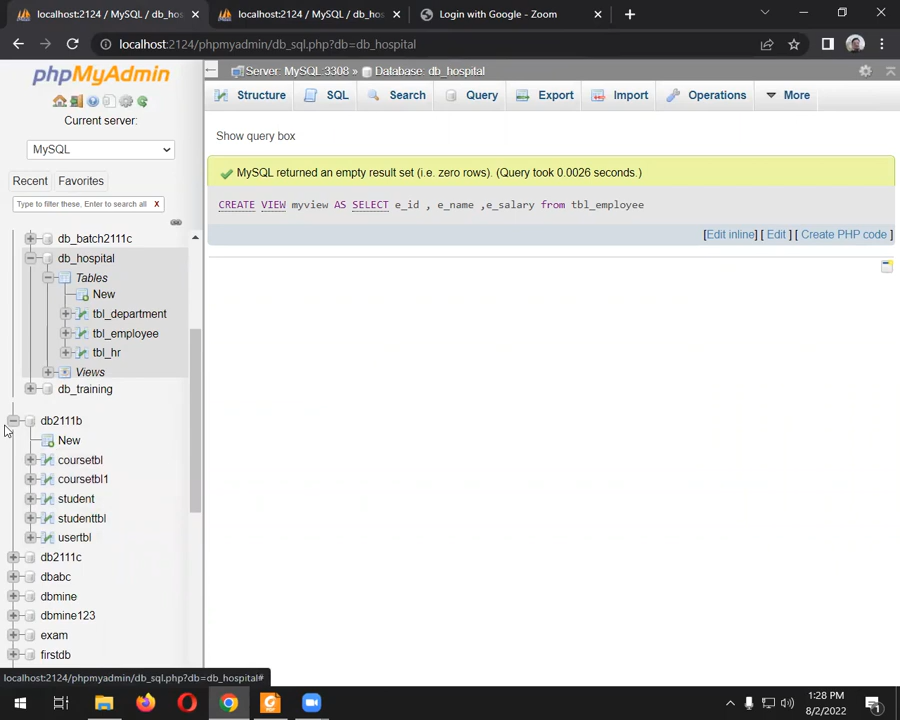 localhost:2124 / MySQL / db_hos
localhost:2124 / MySQL / db_hos
Login with Google - Zoom
localhost:2124/phpmyadmin/db_sql.php?db=db_hospital
phpMyAdmin
Current server:
MySQL
Recent Favorites
Type to filter these, Enter to search all X
db_batch2111c
db_hospital
Tables
New
tbl_department
tbl_employee
tbl_hr
Views
db_training
db2111b
New
coursetbl
coursetbl1
student
studenttbl
usertbl
db2111c
dbabc
dbmine
dbmine123
exam
firstdb
Server: MySQL:3308 » Database: db_hospital
Structure SQL Search Query Export Import Operations More
Show query box
MySQL returned an empty result set (i.e. zero rows). (Query took 0.0026 seconds.)
CREATE VIEW myview AS SELECT e_id , e_name ,e_salary from tbl_employee
[Edit inline] [ Edit ] [ Create PHP code ]
localhost:2124/phpmyadmin/db_sql.php?db=db_hospital#
1:28 PM
8/2/2022
1